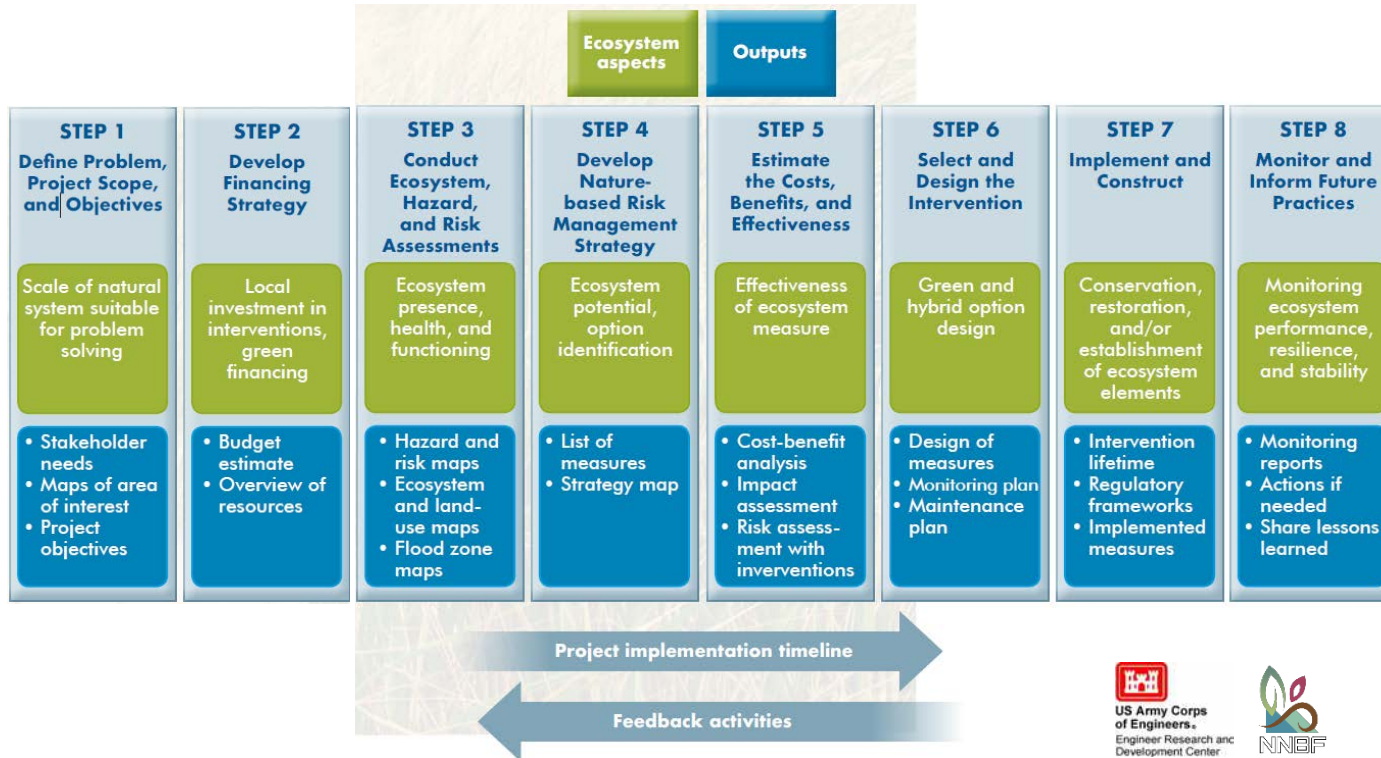 Ecosystem
aspects
Outputs
STEP 1
Define Problem,
Project Scope,
and Objectives
Scale of natural
system suitable
for problem
solving
• Stakeholder
needs
• Maps of area
of interest
• Project
objectives
STEP 2
Develop
Financing
Strategy
Local
investment in
interventions,
green
financing
• Budget
estimate
• Overview of
resources
STEP 3
Conduct
Ecosystem,
Hazard,
and Risk
Assessments
Ecosystem
presence,
health, and
functioning
• Hazard and
risk maps
• Ecosystem
and land-
use maps
• Flood zone
maps
STEP 4
Develop
Nature-
based Risk
Management
Strategy
Ecosystem
potential,
option
identification
• List of
measures
• Strategy map
STEP 5
Estimate
the Costs,
Benefits, and
Effectiveness
Effectiveness
of ecosystem
measure
• Cost-benefit
analysis
• Impact
assessment
• Risk assess-
ment with
inverventions
STEP 6
Select and
Design the
Intervention
Green and
hybrid option
design
• Design of
measures
• Monitoring plan
• Maintenance
plan
STEP 7
Implement and
Construct
Conservation,
restoration,
and/or
establishment
of ecosystem
elements
• Intervention
lifetime
• Regulatory
frameworks
• Implemented
measures
STEP 8
Monitor and
Inform Future
Practices
Monitoring
ecosystem
performance,
resilience,
and stability
• Monitoring
reports
• Actions if
needed
• Share lessons
learned
Project implementation timeline
Feedback activities
US Army Corps
of Engineers®
Engineer Research and
Development Center
NNBF